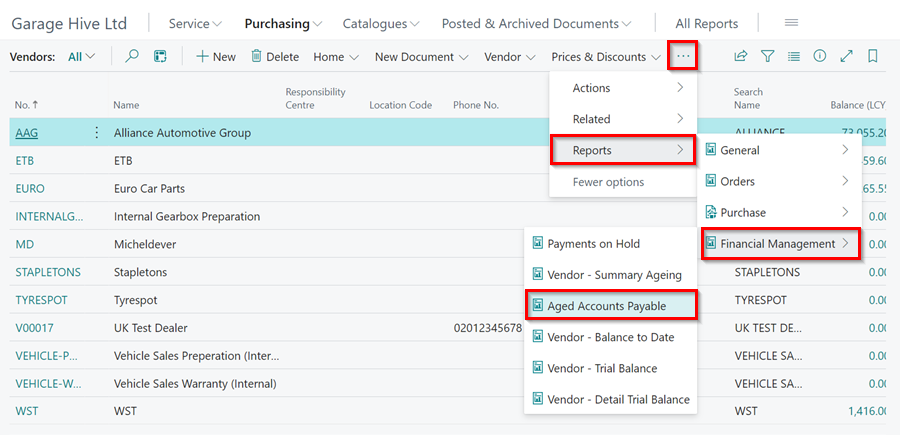 Garage Hive Ltd Service Purchasing Catalogues Posted & Archived Documents All Reports
Vendors: All New Delete Home New Document Vendor Prices & Discounts ...
No. ↑ Name Responsibility Centre Location Code Phone No. Search Name Balance (LCY
AAG Alliance Automotive Group ALLIANCE 73,055.20
ETB ETB 59.60
EURO Euro Car Parts 65.55
INTERNALG... Internal Gearbox Preparation 0.00
MD Micheldever 0.00
STAPLETONS Stapletons STAPLETONS 0.00
TYRESPOT Tyrespot TYRESPOT 0.00
V00017 UK Test Dealer 02012345678 UK TEST DE... 0.00
VEHICLE-P... Vehicle Sales Preperation (Inter... VEHICLE SA... 0.00
VEHICLE-W... Vehicle Sales Warranty (Internal) VEHICLE SA... 0.00
WST WST WST 1,416.00
Actions
Related
Reports
Fewer options
General
Orders
Purchase
Financial Management
Payments on Hold
Vendor - Summary Ageing
Aged Accounts Payable
Vendor - Balance to Date
Vendor - Trial Balance
Vendor - Detail Trial Balance